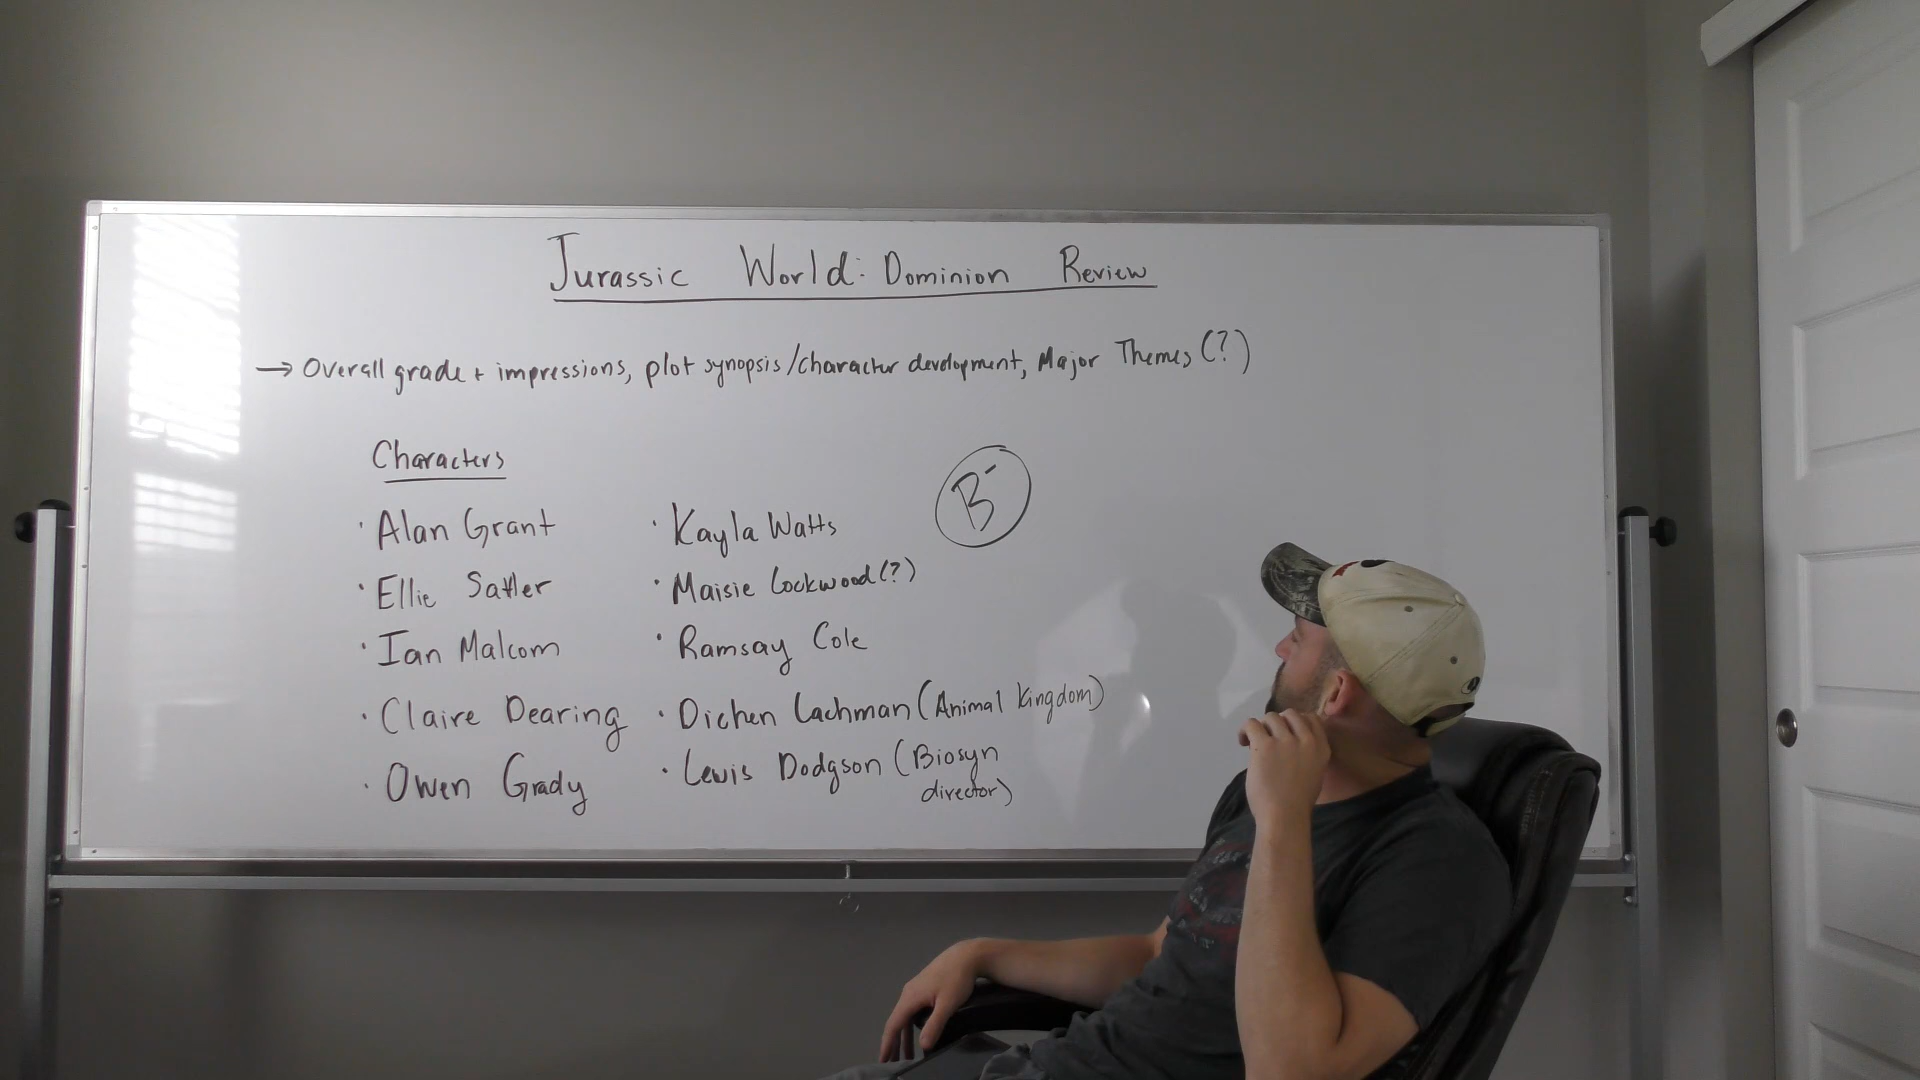 Jurassic World: Dominion Review
→ Overall grade + impressions, plot synopsis/character development, Major Themes (?)
Characters
· Alan Grant
· Ellie Sattler
· Ian Malcom
· Claire Dearing
· Owen Grady
· Kayla Watts
· Maisie Lockwood (?)
· Ramsay Cole
· Dichen Lachman (Animal Kingdom)
· Lewis Dodgson (Biosyn
director)
B-